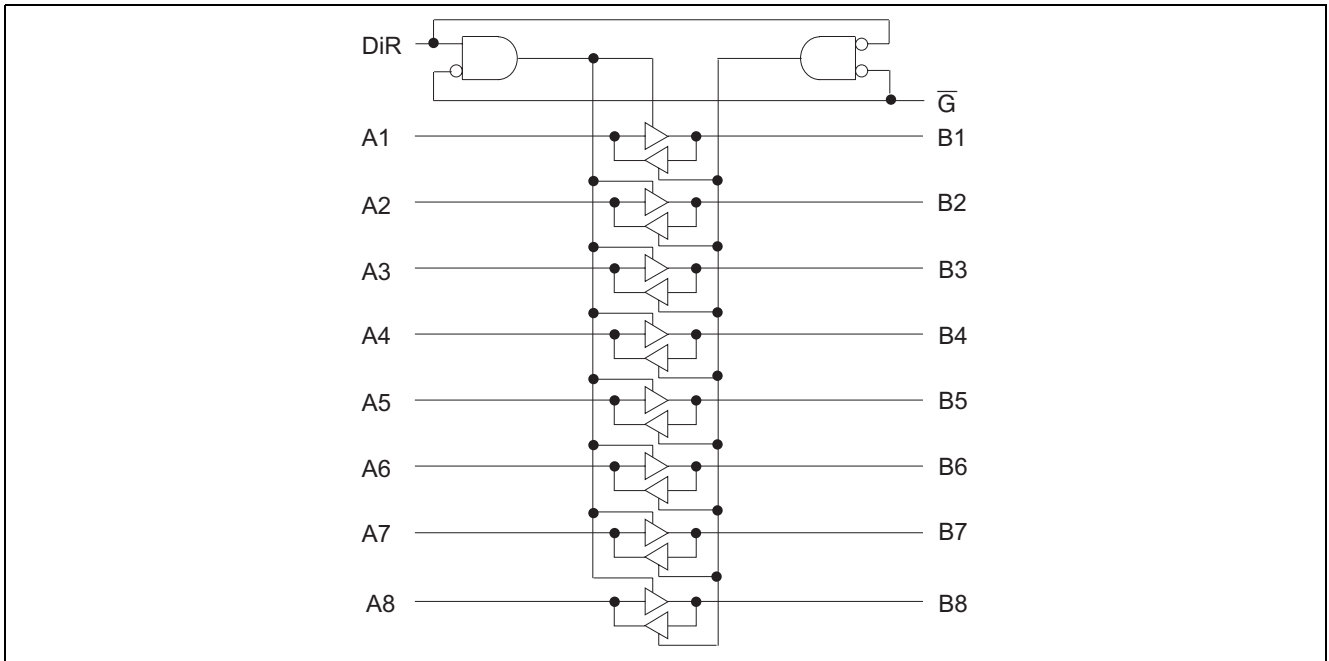 DiR
G̅
A1 B1
A2 B2
A3 B3
A4 B4
A5 B5
A6 B6
A7 B7
A8 B8